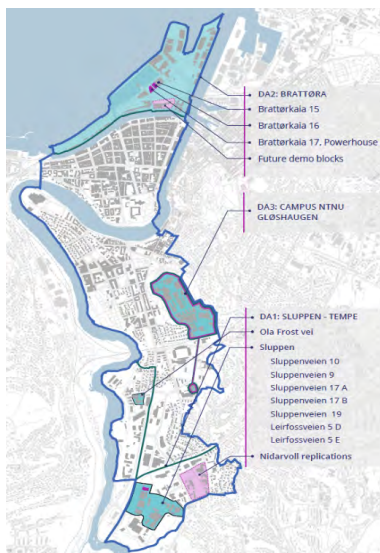 DA2: BRATTØRA
Brattørkaia 15
Brattørkaia 16
Brattørkaia 17, Powerhouse
Future demo blocks
DA3: CAMPUS NTNU
GLØSHAUGEN
DA1: SLUPPEN - TEMPE
Ola Frost vei
Sluppen
Sluppenveien 10
Sluppenveien 9
Sluppenveien 17 A
Sluppenveien 17 B
Sluppenveien 19
Leirfossveien 5 D
Leirfossveien 5 E
Nidarvoll replications